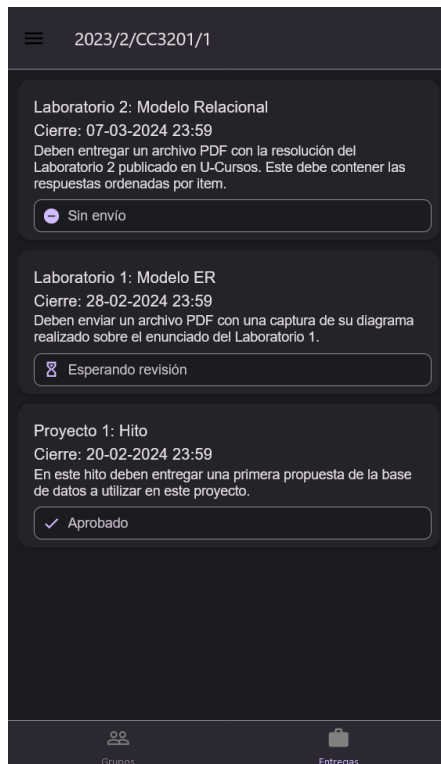 2023/2/CC3201/1
Laboratorio 2: Modelo Relacional
Cierre: 07-03-2024 23:59
Deben entregar un archivo PDF con la resolución del
Laboratorio 2 publicado en U-Cursos. Este debe contener las
respuestas ordenadas por item.
Sin envío
Laboratorio 1: Modelo ER
Cierre: 28-02-2024 23:59
Deben enviar un archivo PDF con una captura de su diagrama
realizado sobre el enunciado del Laboratorio 1.
Esperando revisión
Proyecto 1: Hito
Cierre: 20-02-2024 23:59
En este hito deben entregar una primera propuesta de la base
de datos a utilizar en este proyecto.
Aprobado
Grupos
Entregas